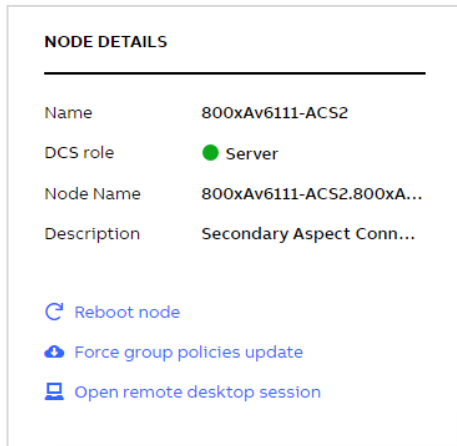 NODE DETAILS
Name 800xAv6111-ACS2
DCS role Server
Node Name 800xAv6111-ACS2.800xA...
Description Secondary Aspect Conn...
Reboot node
Force group policies update
Open remote desktop session